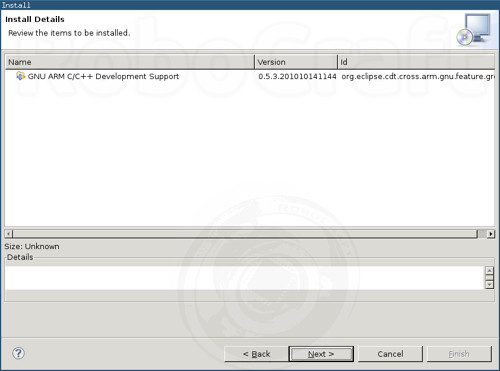 Install
Install Details
Review the items to be installed.
RoboCraft
Name Version Id
GNU ARM C/C++ Development Support 0.5.3.201010141144 org.eclipse.cdt.cross.arm.gnu.feature.gr
Size: Unknown
Details
?
< Back Next > Cancel Finish